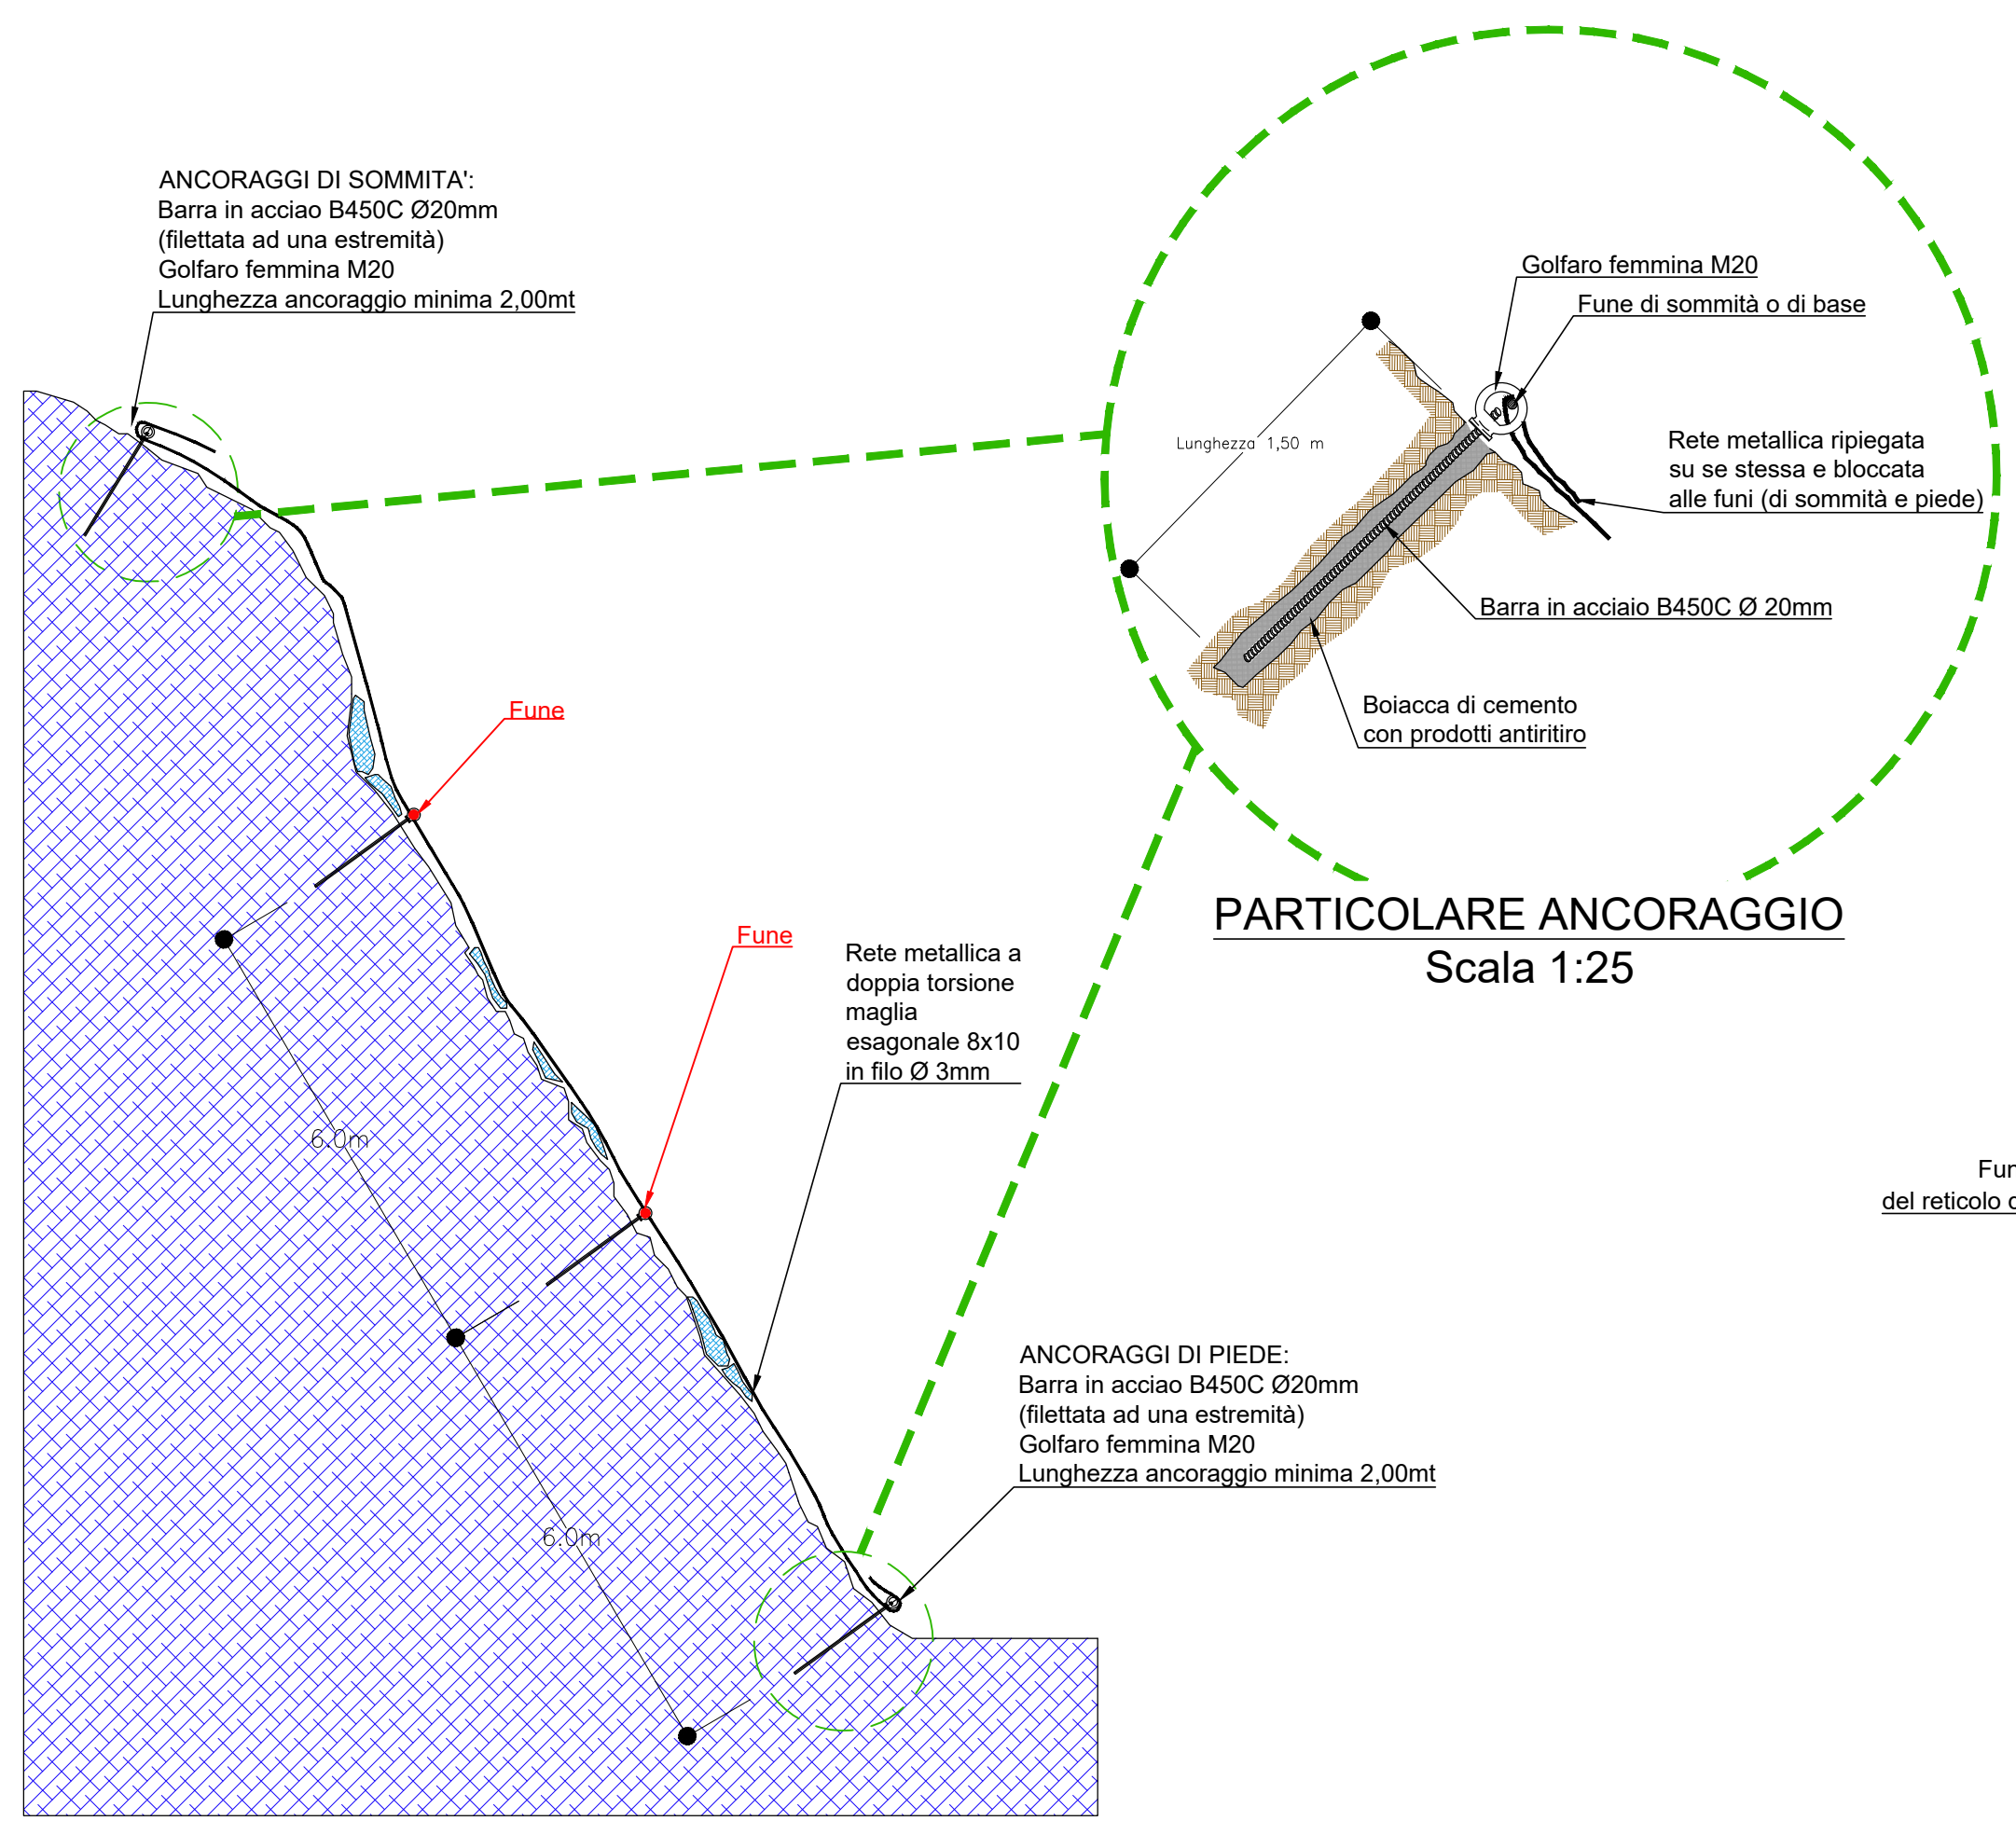 ANCORAGGI DI SOMMITA':
Barra in acciao B450C Ø20mm
(filettata ad una estremità)
Golfaro femmina M20
Lunghezza ancoraggio minima 2,00mt
Golfaro femmina M20
Fune di sommità o di base
Lunghezza 1,50 m
Rete metallica ripiegata
su se stessa e bloccata
alle funi (di sommità e piede)
Barra in acciaio B450C Ø 20mm
Boiacca di cemento
con prodotti antiritiro
PARTICOLARE ANCORAGGIO
Scala 1:25
Fune
Fune
Rete metallica a
doppia torsione
maglia
esagonale 8x10
in filo Ø 3mm
6.0m
6.0m
ANCORAGGI DI PIEDE:
Barra in acciao B450C Ø20mm
(filettata ad una estremità)
Golfaro femmina M20
Lunghezza ancoraggio minima 2,00mt
del reticolo